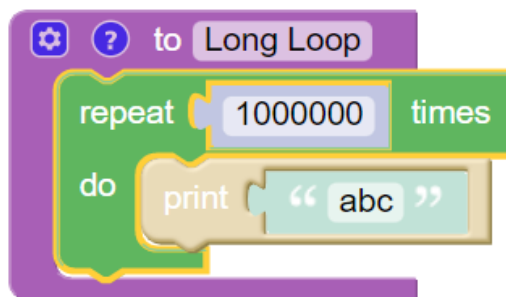 ? to Long Loop
repeat 1000000 times
do print “ abc ”